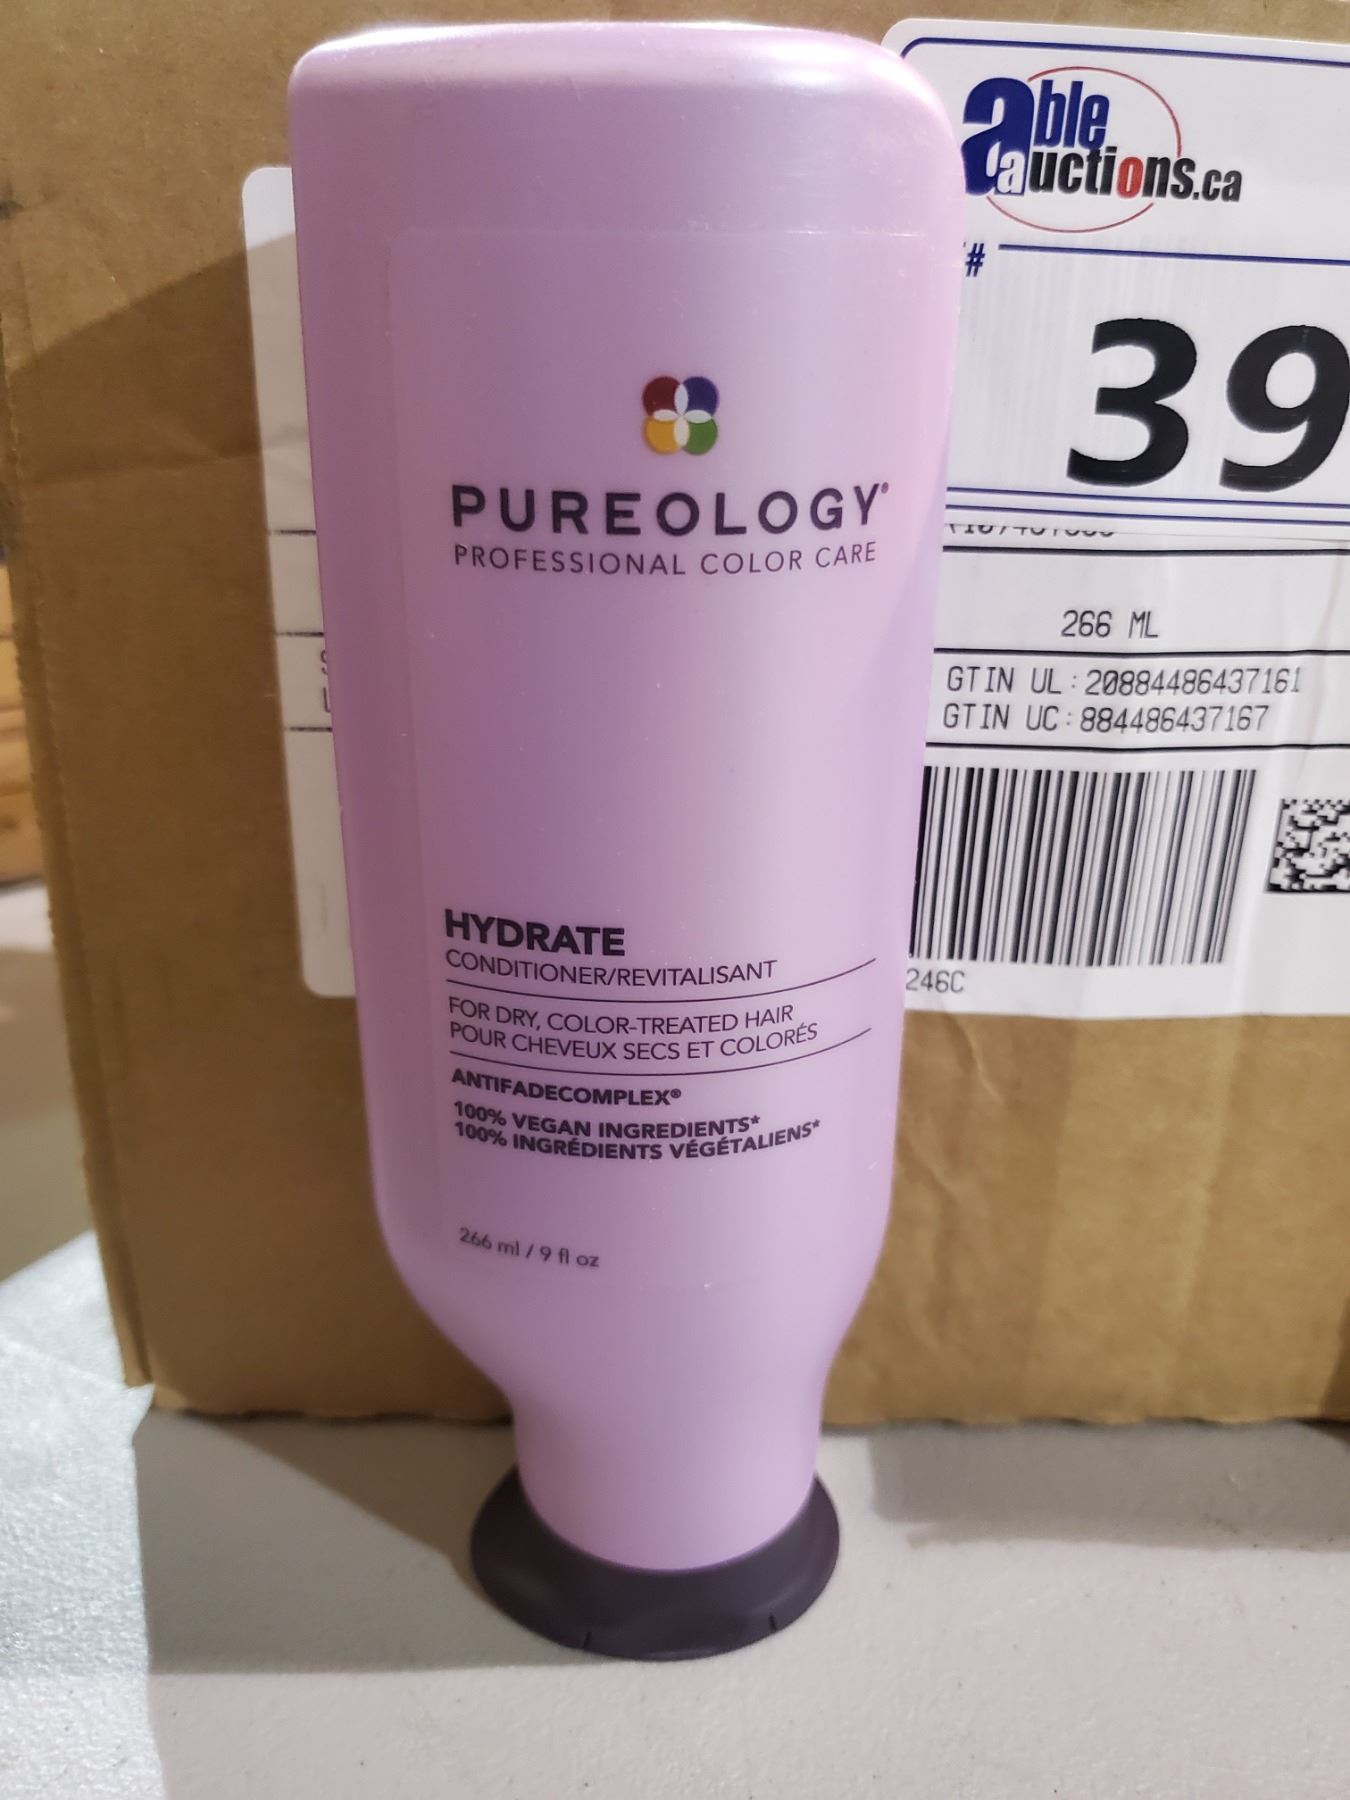 able
auctions.ca
#
39
PUREOLOGY®
PROFESSIONAL COLOR CARE
266 ML
GTIN UL: 20884486437161
GTIN UC: 884486437167
246C
HYDRATE
CONDITIONER/REVITALISANT
FOR DRY, COLOR-TREATED HAIR
POUR CHEVEUX SECS ET COLORÉS
ANTIFADECOMPLEX®
100% VEGAN INGREDIENTS*
100% INGRÉDIENTS VÉGÉTALIENS*
266 ml / 9 fl oz